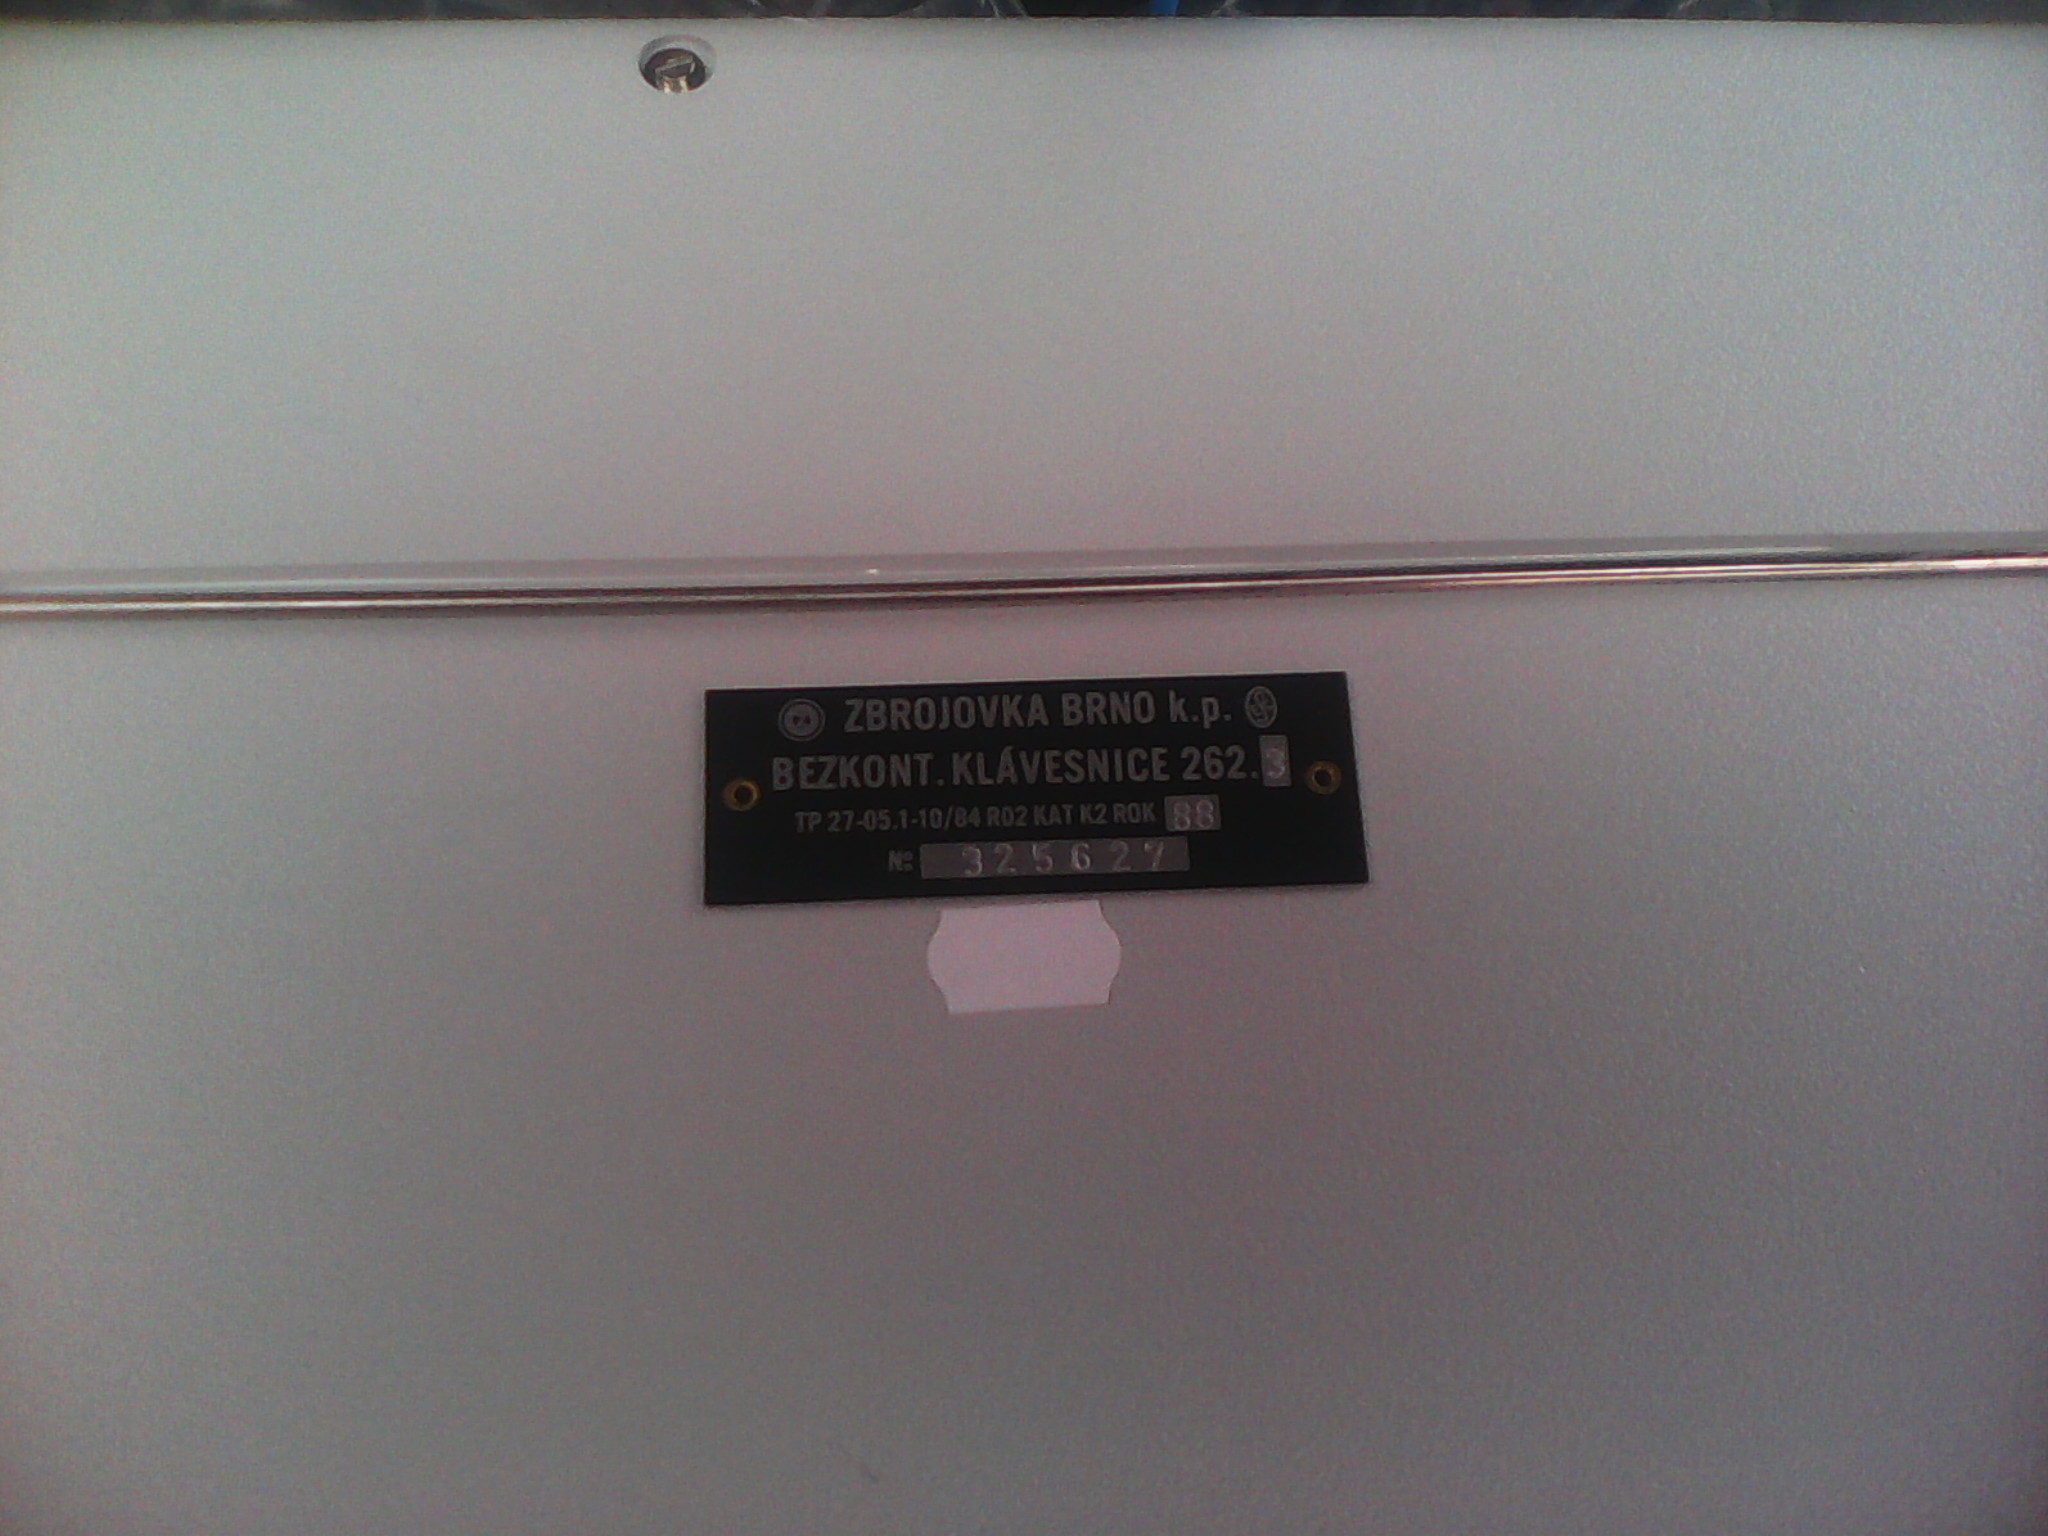 ZBROJOVKA BRNO k.p.
BEZKONT. KLÁVESNICE 262.3
TP 27-05.1-10/84 R02 KAT K2 ROK 88
No 325627